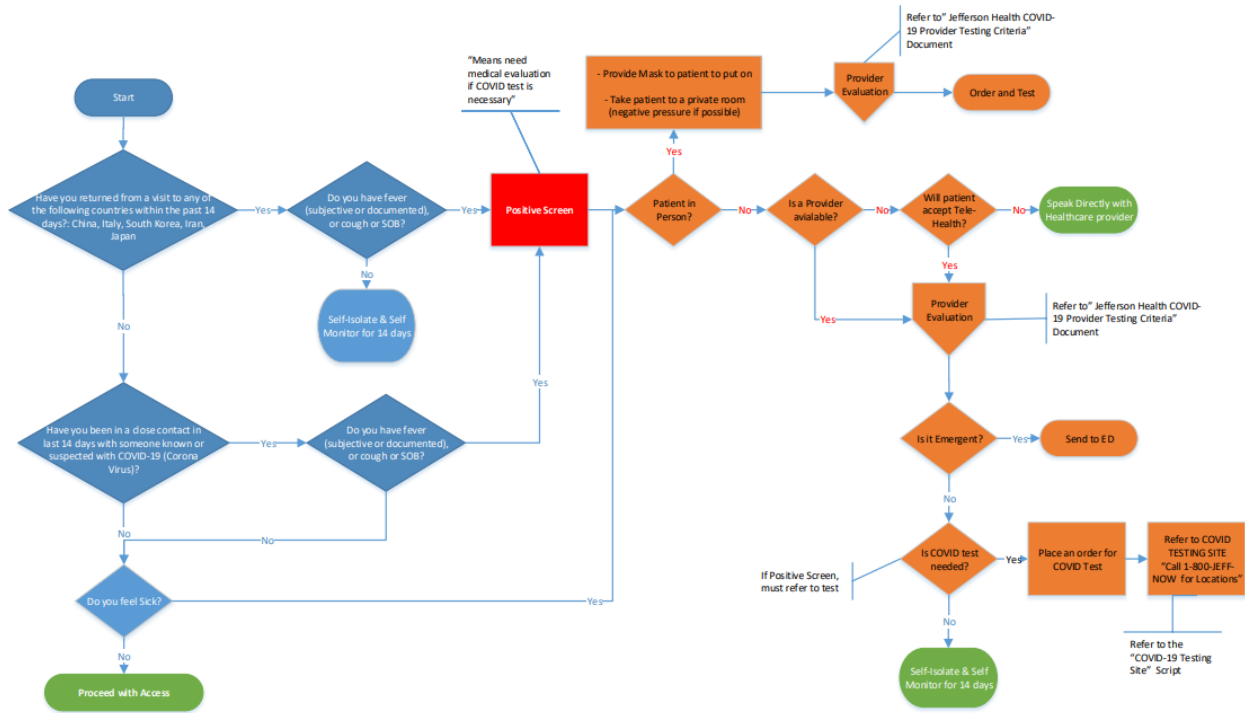 Start
Have you returned from a visit to any
of the following countries within the past 14
days?: China, Italy, South Korea, Iran,
Japan
Yes
Do you have fever
(subjective or documented),
or cough or SOB?
Yes
No
Self-Isolate & Self
Monitor for 14 days
No
Have you been in a close contact in
last 14 days with someone known or
suspected with COVID-19 (Corona
Virus)?
Yes
Do you have fever
(subjective or documented),
or cough or SOB?
Yes
No
No
Do you feel Sick?
Yes
No
Proceed with Access
"Means need
medical evaluation
if COVID test is
necessary"
Positive Screen
Patient in
Person?
Yes
- Provide Mask to patient to put on
- Take patient to a private room
(negative pressure if possible)
Provider
Evaluation
Refer to" Jefferson Health COVID-
19 Provider Testing Criteria"
Document
Order and Test
No
Is a Provider
avialable?
No
Yes
Will patient
accept Tele-
Health?
No
Speak Directly with
Healthcare provider
Yes
Provider
Evaluation
Refer to" Jefferson Health COVID-
19 Provider Testing Criteria"
Document
Is it Emergent?
Yes
Send to ED
No
Is COVID test
needed?
If Positive Screen,
must refer to test
Yes
Place an order for
COVID Test
Refer to COVID
TESTING SITE
"Call 1-800-JEFF-
NOW for Locations"
Refer to the
"COVID-19 Testing
Site" Script
No
Self-Isolate & Self
Monitor for 14 days